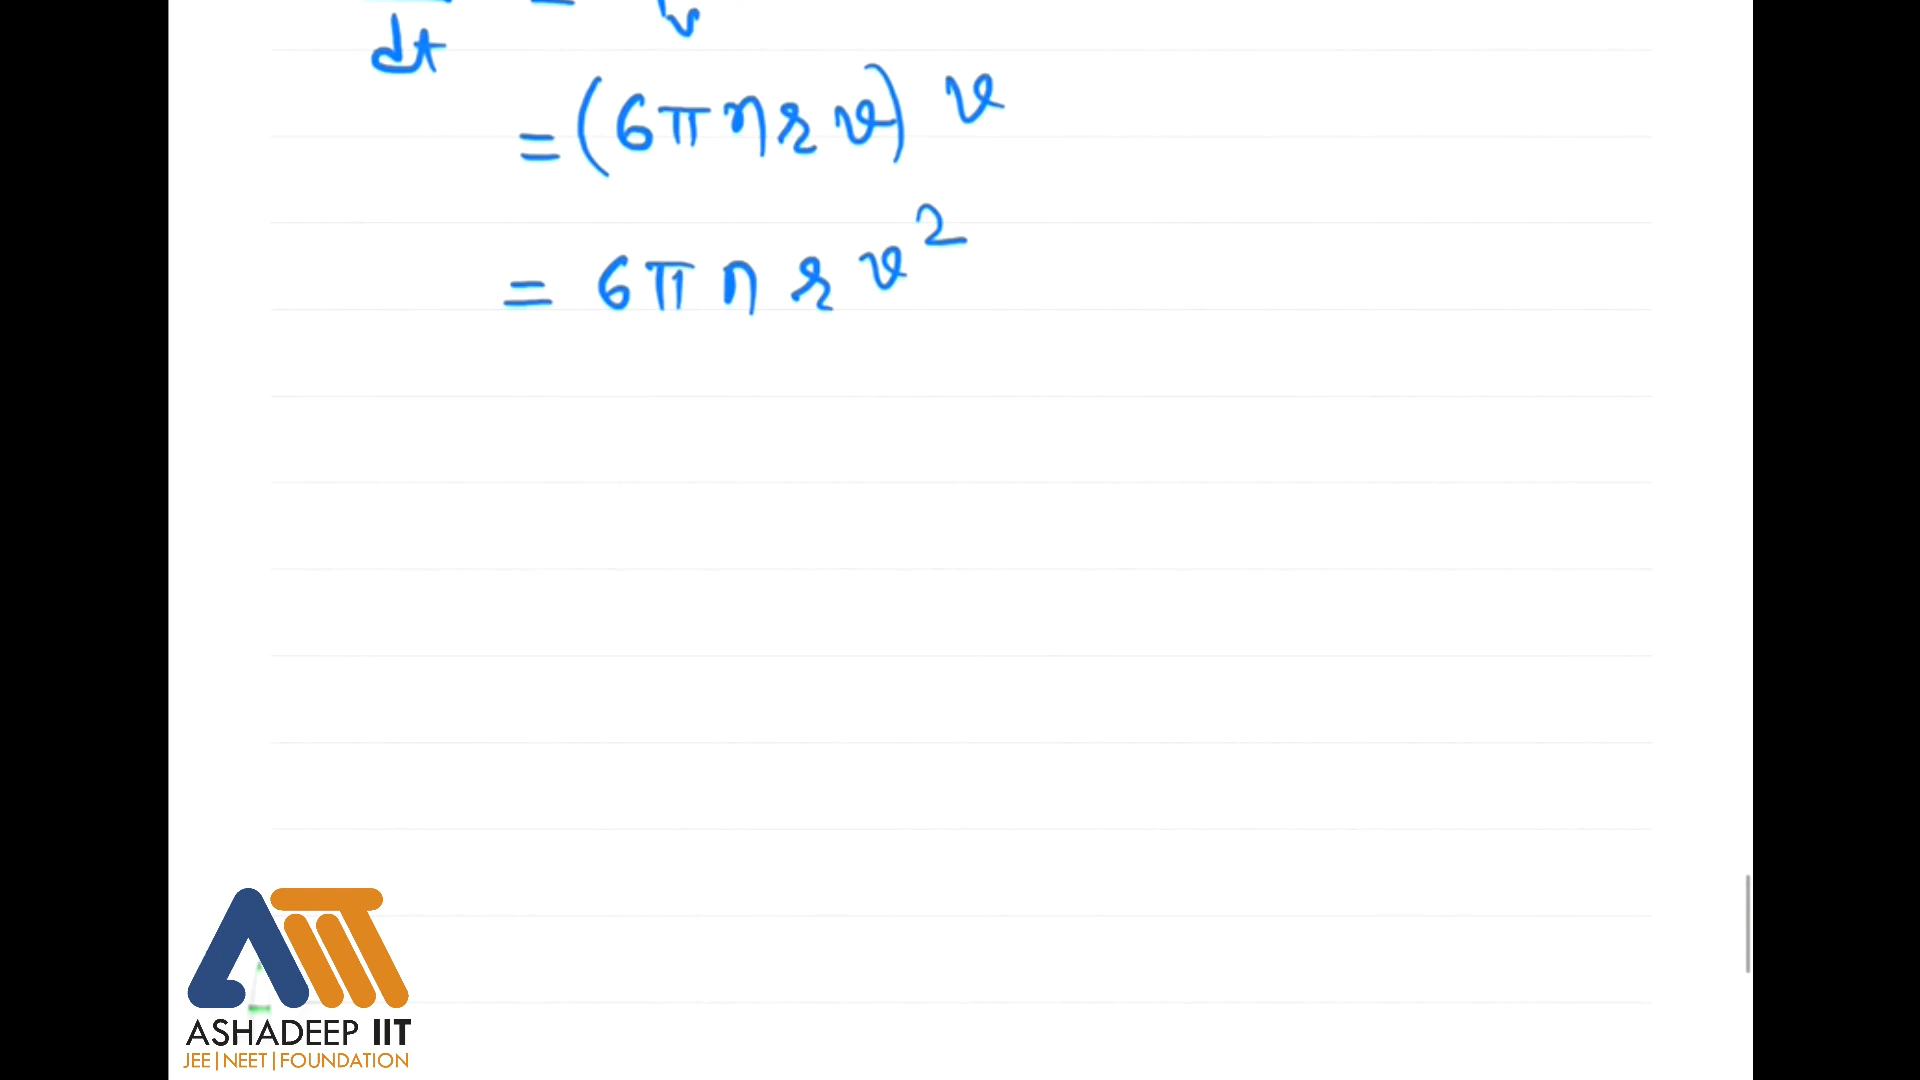 dt
= (6πηrv) v
= 6πηrv²
ASHADEEP IIT
JEE|NEET|FOUNDATION